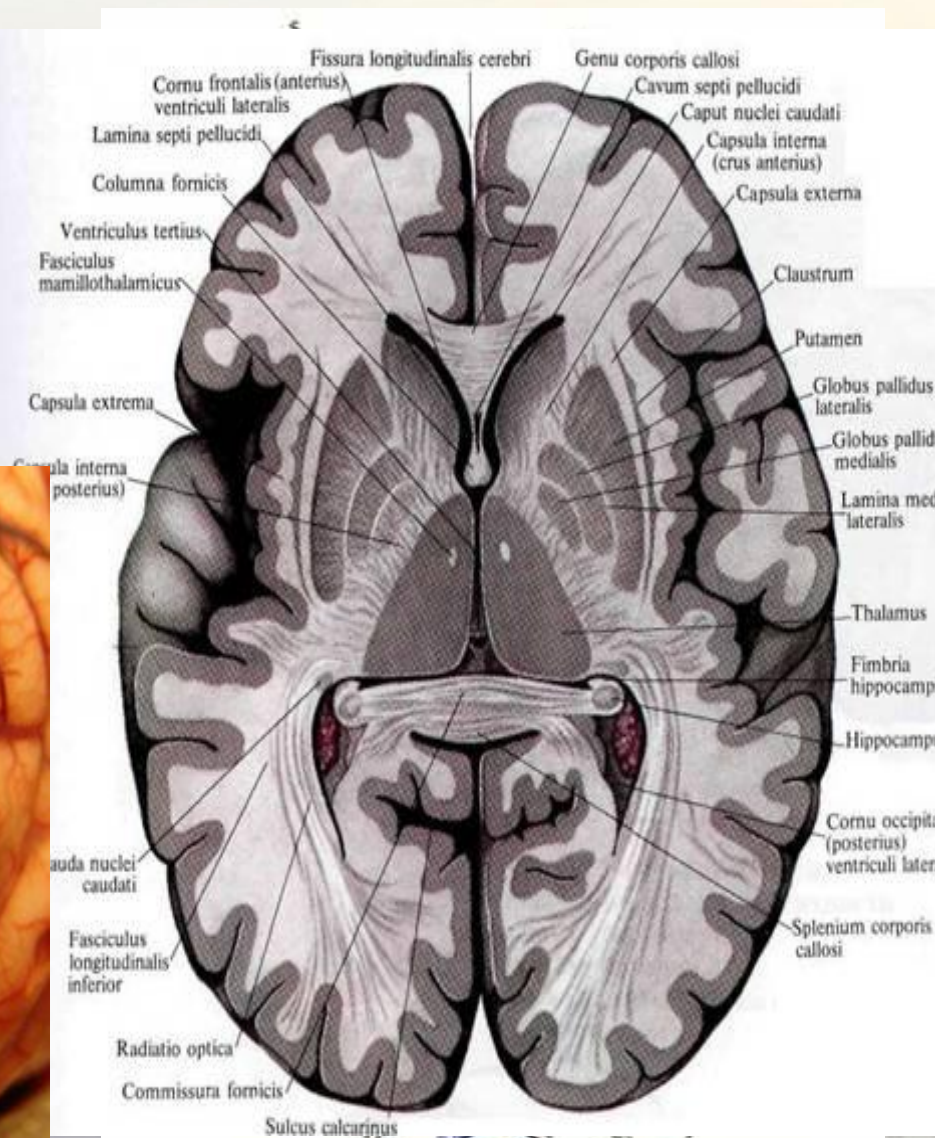 Fissura longitudinalis cerebri
Cornu frontalis (anterius)
ventriculi lateralis
Lamina septi pellucidi
Columna fornicis
Ventriculus tertius
Fasciculus
mamillothalamicus
Capsula extrema
interna
posterius)
nuclei
caudati
Fasciculus
longitudinalis
inferior
Radiatio optica
Commissura fornicis
Sulcus calcarinus
Genu corporis callosi
Cavum septi pellucidi
Caput nuclei caudati
Capsula interna
(crus anterius)
Capsula externa
Claustrum
Putamen
Globus pallidus
lateralis
Globus pallid
medialis
Lamina med
lateralis
Thalamus
Fimbria
hippocamp
Hippocamp
Cornu occipita
(posterius)
ventriculi later
Splenium corporis
callosi